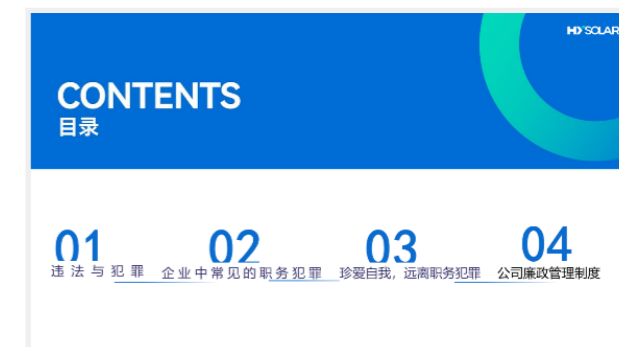 HD SOLAR
CONTENTS
目录
01
02
03
04
违法与犯罪
企业中常见的职务犯罪
珍爱自我，远离职务犯罪
公司廉政管理制度